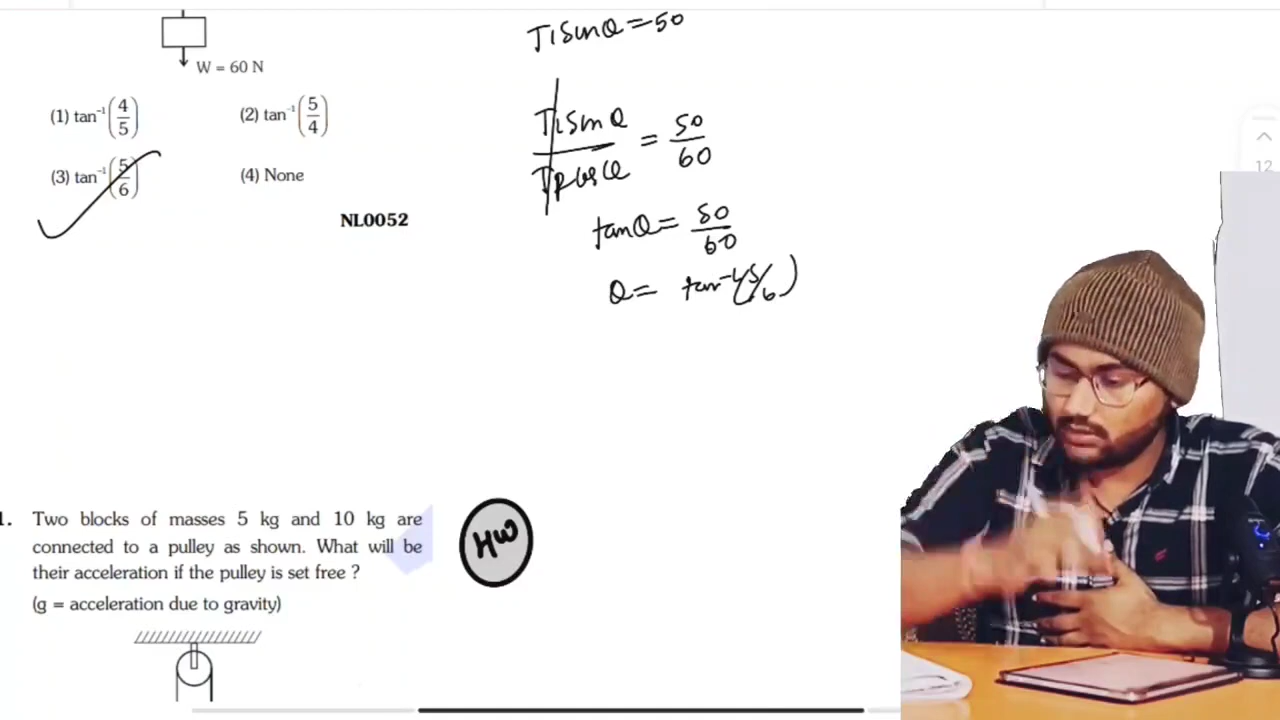 W = 60 N
(1) tan⁻¹(4/5) (2) tan⁻¹(5/4)
(3) tan⁻¹(5/6) (4) None
NL0052
T1sinθ=50
T1sinθ/T1cosθ = 50/60
tanθ= 50/60
θ= tan⁻¹(5/6)
12
1. Two blocks of masses 5 kg and 10 kg are
connected to a pulley as shown. What will be
their acceleration if the pulley is set free ?
(g = acceleration due to gravity)
HW